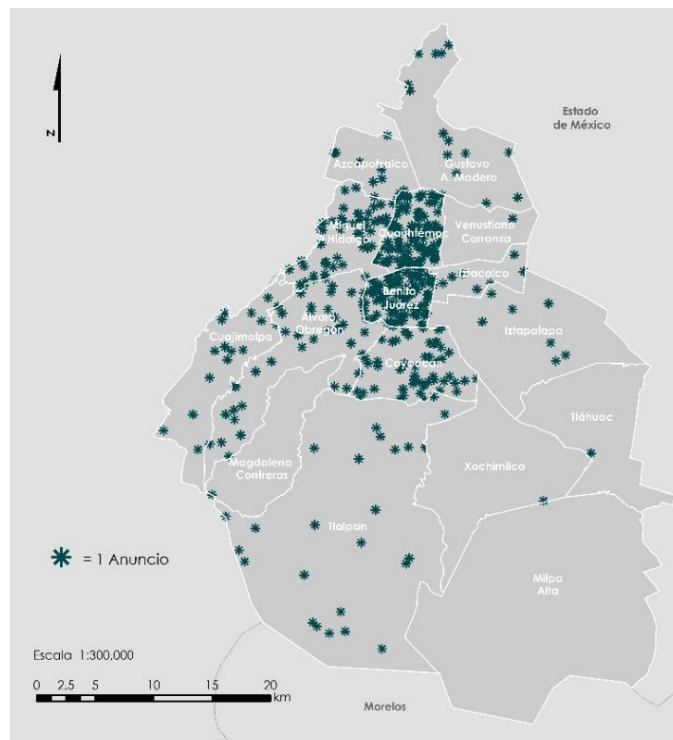 N
Estado
de México
Azcapotzalco
Gustavo
A. Madero
Miguel
Hidalgo
Cuauhtémoc
Venustiano
Carranza
Iztacalco
Benito
Juárez
Cuajimalpa
Álvaro
Obregón
Iztapalapa
Coyoacán
Tláhuac
Magdalena
Contreras
Xochimilco
Tlalpan
= 1 Anuncio
Milpa
Alta
Escala 1:300,000
0 2.5 5 10 15 20
km
Morelos